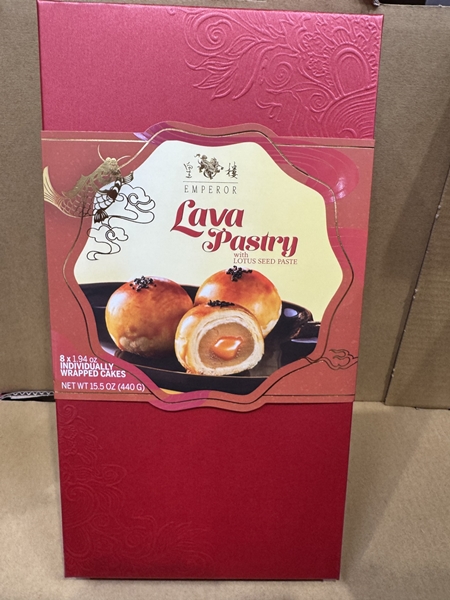 皇樓
EMPEROR
Lava
Pastry
with
LOTUS SEED PASTE
8 x 1.94 oz
INDIVIDUALLY
WRAPPED CAKES
NET WT 15.5 OZ (440 G)